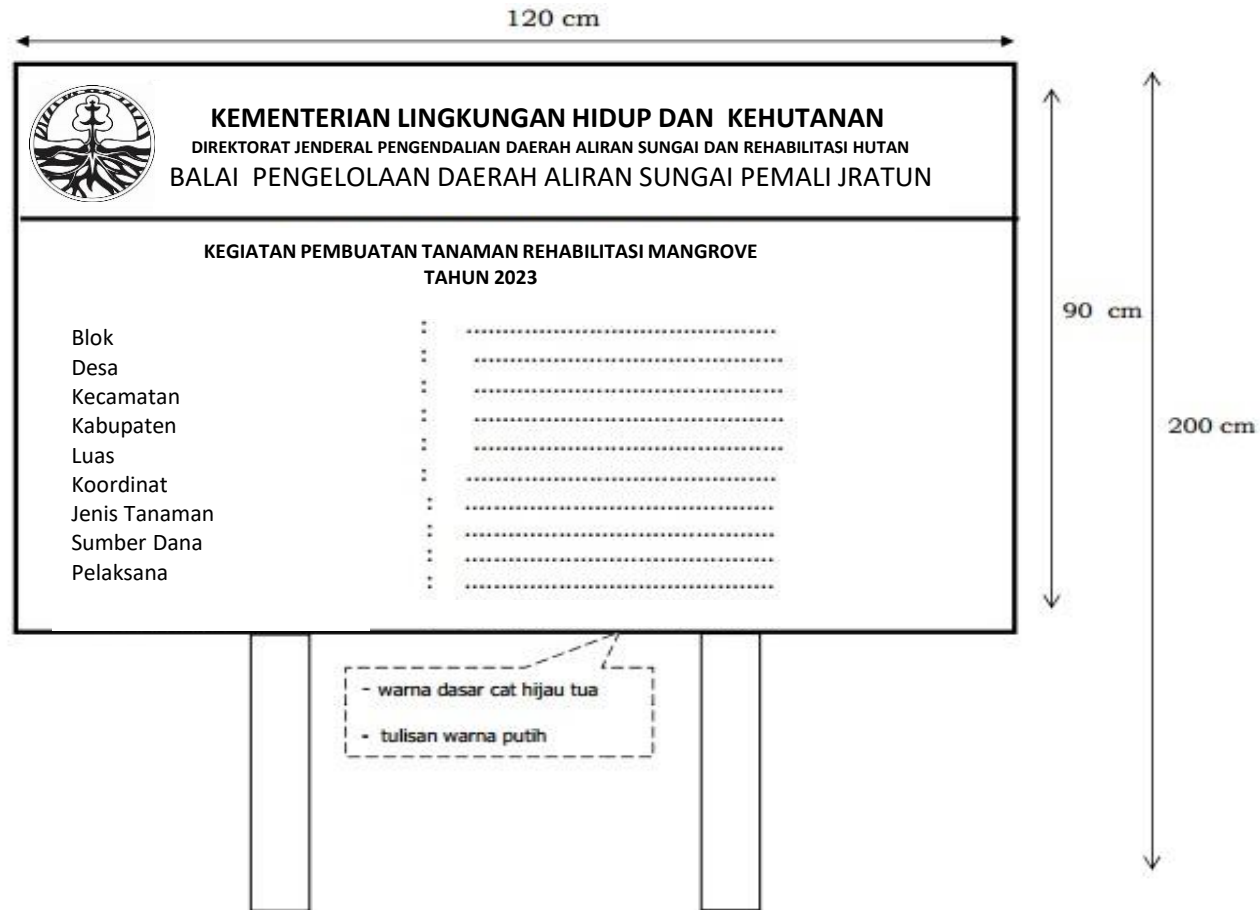 120 cm
KEMENTERIAN LINGKUNGAN HIDUP DAN KEHUTANAN
DIREKTORAT JENDERAL PENGENDALIAN DAERAH ALIRAN SUNGAI DAN REHABILITASI HUTAN
BALAI PENGELOLAAN DAERAH ALIRAN SUNGAI PEMALI JRATUN
KEGIATAN PEMBUATAN TANAMAN REHABILITASI MANGROVE
TAHUN 2023
90 cm
Blok : ......................................................
Desa : ......................................................
Kecamatan : ......................................................
Kabupaten : ......................................................
200 cm
Luas : ......................................................
Koordinat : ......................................................
Jenis Tanaman : ......................................................
Sumber Dana : ......................................................
: ......................................................
Pelaksana : ......................................................
- warna dasar cat hijau tua
- tulisan warna putih